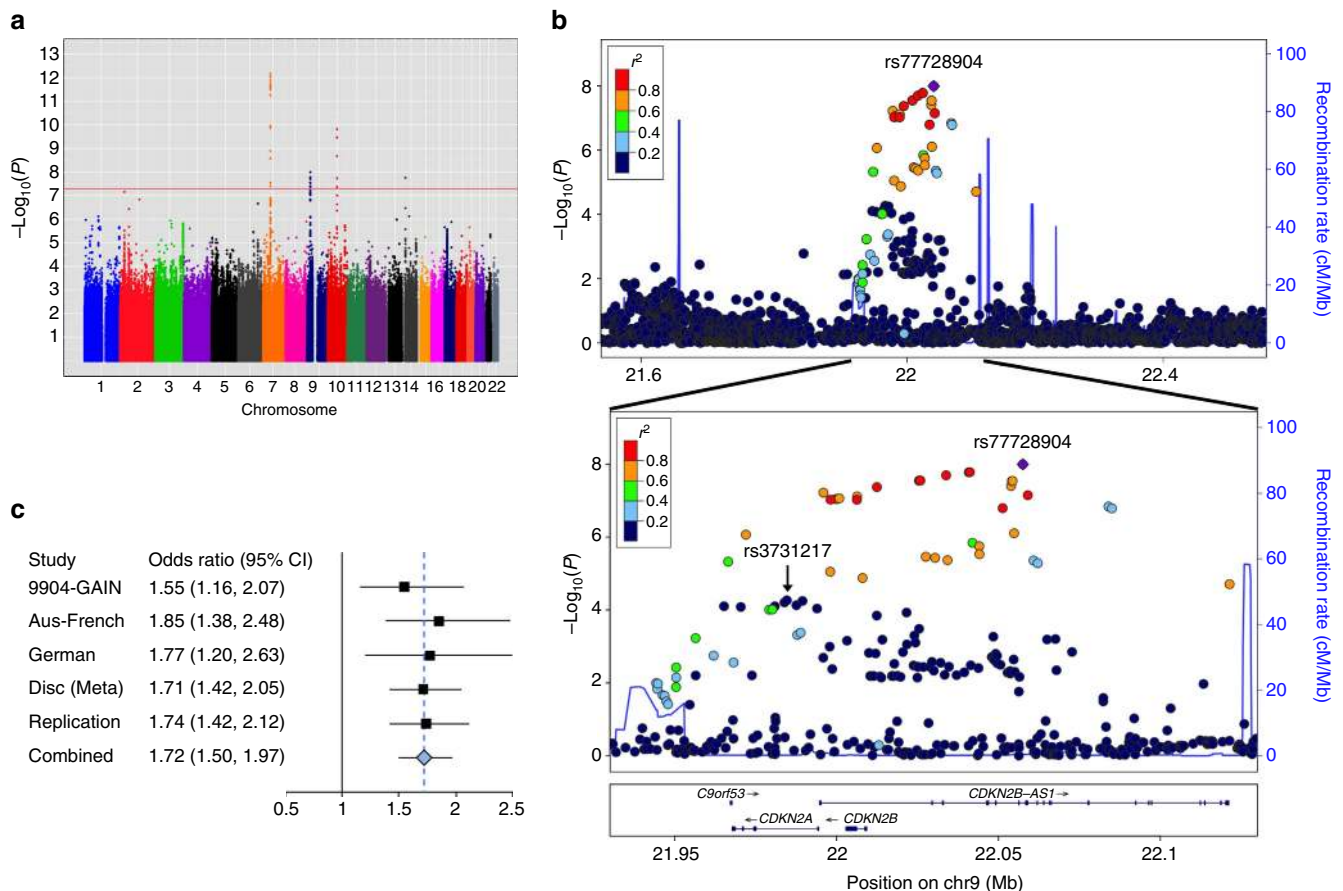 a
13
12
11
10
9
8
7
6
5
4
3
2
1
–Log10(P)
1 2 3 4 5 6 7 8 9 10 11 12 13 14 16 18 20 22
Chromosome
b
r2
0.8
0.6
0.4
0.2
rs77728904
8
6
4
2
0
–Log10(P)
100
80
60
40
20
0
Recombination rate (cM/Mb)
21.6 22 22.4
r2
0.8
0.6
0.4
0.2
rs77728904
rs3731217
8
6
4
2
0
–Log10(P)
100
80
60
40
20
0
Recombination rate (cM/Mb)
C9orf53→ CDKN2B–AS1→
←CDKN2A ←CDKN2B
21.95 22 22.05 22.1
Position on chr9 (Mb)
c
Study Odds ratio (95% CI)
9904-GAIN 1.55 (1.16, 2.07)
Aus-French 1.85 (1.38, 2.48)
German 1.77 (1.20, 2.63)
Disc (Meta) 1.71 (1.42, 2.05)
Replication 1.74 (1.42, 2.12)
Combined 1.72 (1.50, 1.97)
0.5 1 1.5 2 2.5